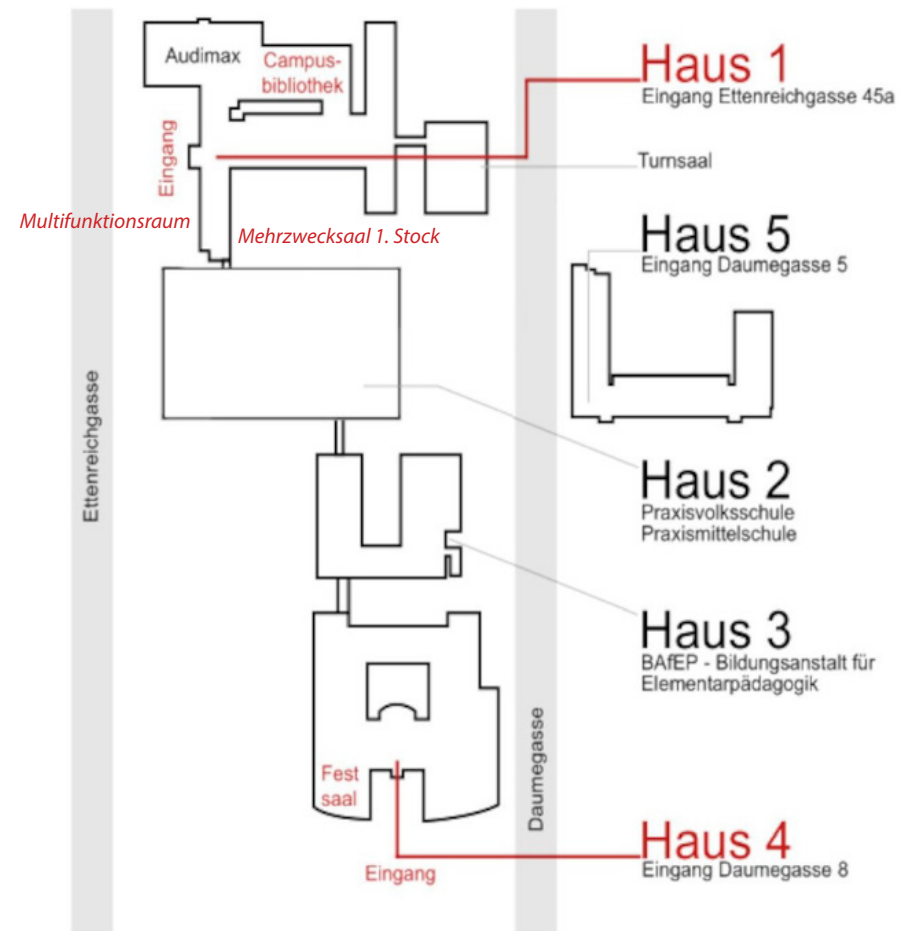 Audimax
Campus-
bibliothek
Eingang
Multifunktionsraum
Mehrzwecksaal 1. Stock
Ettenreichgasse
Fest
saal
Eingang
Daumegasse
Haus 1
Eingang Ettenreichgasse 45a
Turnsaal
Haus 5
Eingang Daumegasse 5
Haus 2
Praxisvolksschule
Praxismittelschule
Haus 3
BAfEP - Bildungsanstalt für
Elementarpädagogik
Haus 4
Eingang Daumegasse 8